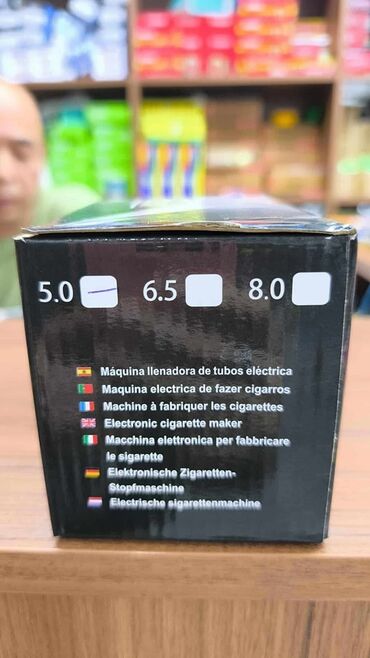 5.0 6.5 8.0
Máquina llenadora de tubos eléctrica
Maquina electrica de fazer cigarros
Machine à fabriquer les cigarettes
Electronic cigarette maker
Macchina elettronica per fabbricare
le sigarette
Elektronische Zigaretten-
Stopfmaschine
Electrische sigarettenmachine